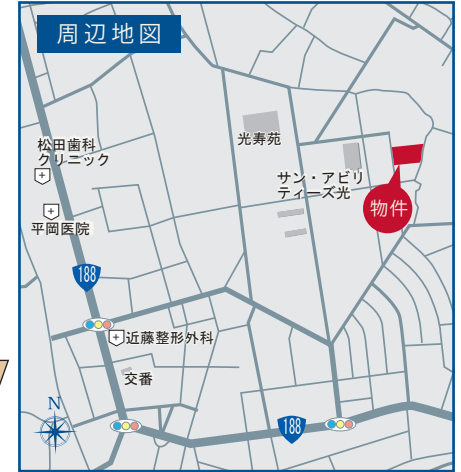 周辺地図
松田歯科
クリニック
平岡医院
光寿苑
サン・アビリ
ティーズ光
物件
188
近藤整形外科
交番
N
188